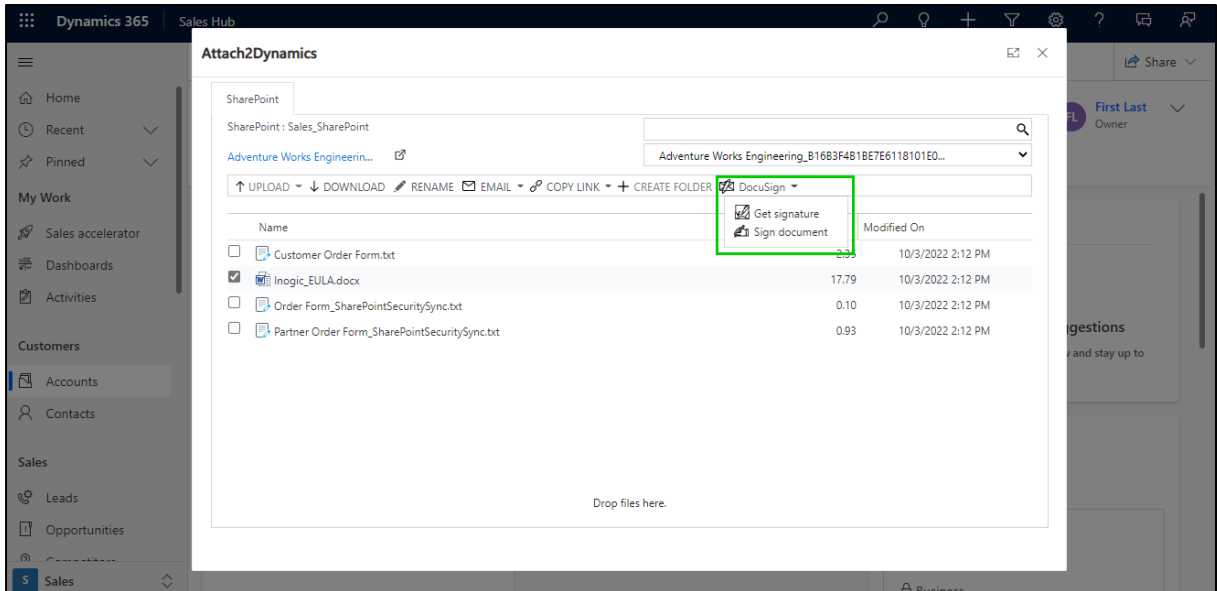 Dynamics 365 Sales Hub
Attach2Dynamics
Share
Home
Recent
Pinned
My Work
Sales accelerator
Dashboards
Activities
Customers
Accounts
Contacts
Sales
Leads
Opportunities
S Sales
SharePoint
SharePoint : Sales_SharePoint
Adventure Works Engineerin...
Adventure Works Engineering_B16B3F4B1BE7E6118101E0...
UPLOAD DOWNLOAD RENAME EMAIL COPY LINK CREATE FOLDER DocuSign
Get signature
Sign document
Name Modified On
Customer Order Form.txt 10/3/2022 2:12 PM
Inogic_EULA.docx 17.79 10/3/2022 2:12 PM
Order Form_SharePointSecuritySync.txt 0.10 10/3/2022 2:12 PM
Partner Order Form_SharePointSecuritySync.txt 0.93 10/3/2022 2:12 PM
Drop files here.
FL First Last
Owner
ggestions
and stay up to